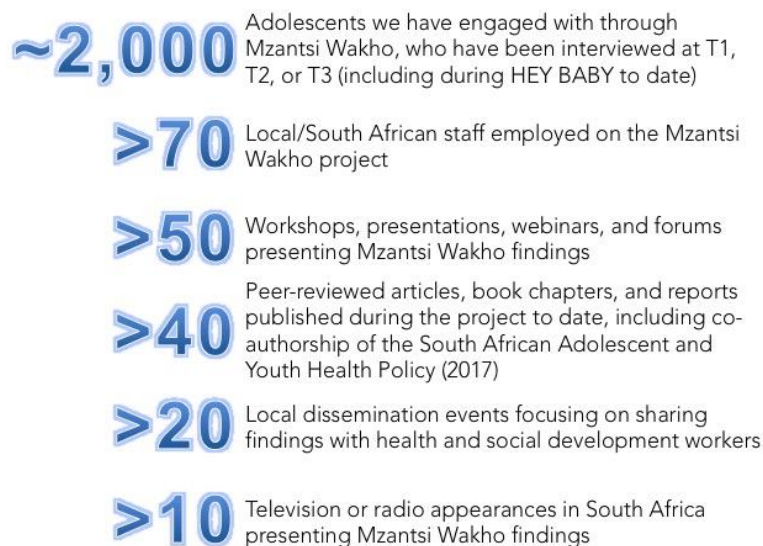 ~2,000
Adolescents we have engaged with through
Mzantsi Wakho, who have been interviewed at T1,
T2, or T3 (including during HEY BABY to date)
>70
Local/South African staff employed on the Mzantsi
Wakho project
>50
Workshops, presentations, webinars, and forums
presenting Mzantsi Wakho findings
>40
Peer-reviewed articles, book chapters, and reports
published during the project to date, including co-
authorship of the South African Adolescent and
Youth Health Policy (2017)
>20
Local dissemination events focusing on sharing
findings with health and social development workers
>10
Television or radio appearances in South Africa
presenting Mzantsi Wakho findings